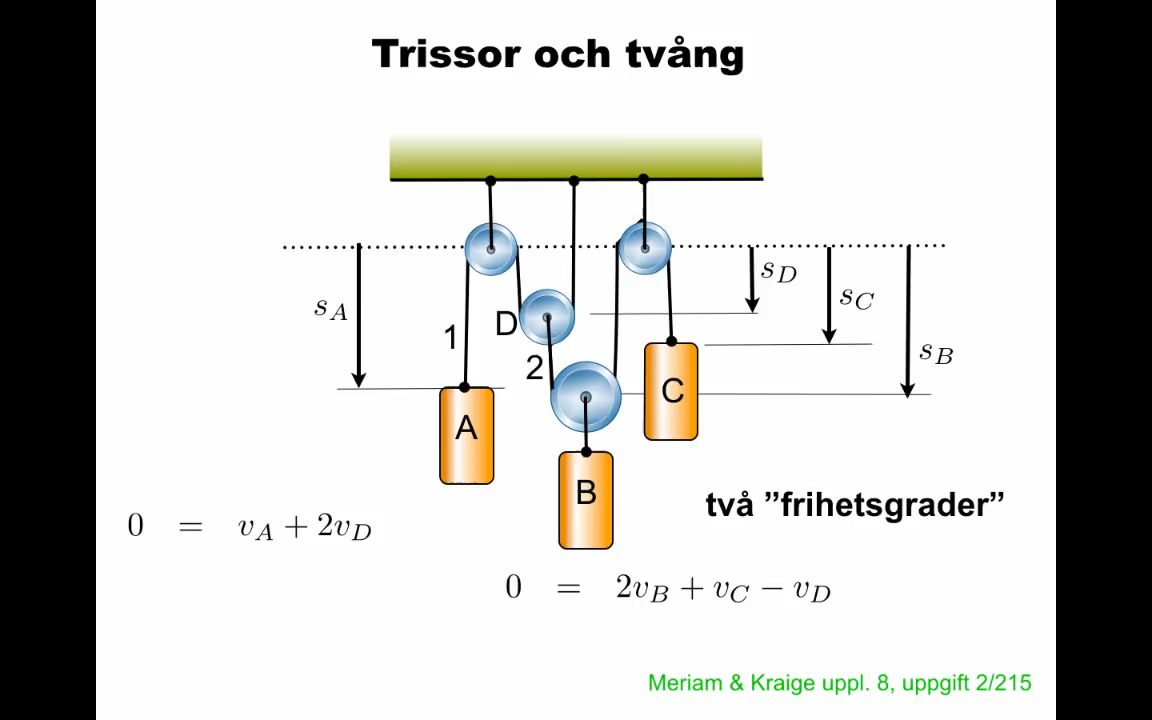 Trissor och tvång
s_A
s_D
s_C
s_B
1
D
2
A
C
B
två ”frihetsgrader”
0 = v_A + 2v_D
0 = 2v_B + v_C − v_D
Meriam & Kraige uppl. 8, uppgift 2/215